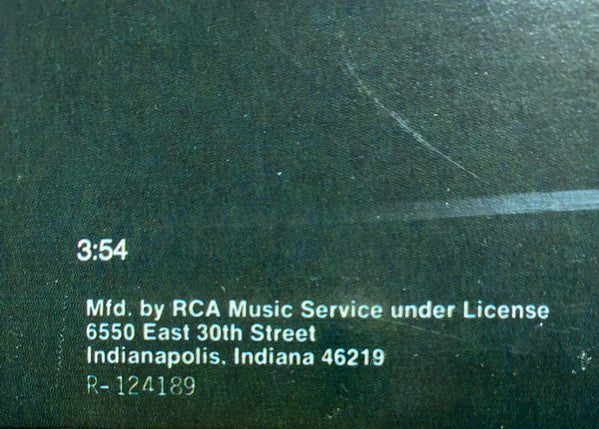 3:54
Mfd. by RCA Music Service under License
6550 East 30th Street
Indianapolis, Indiana 46219
R-124189